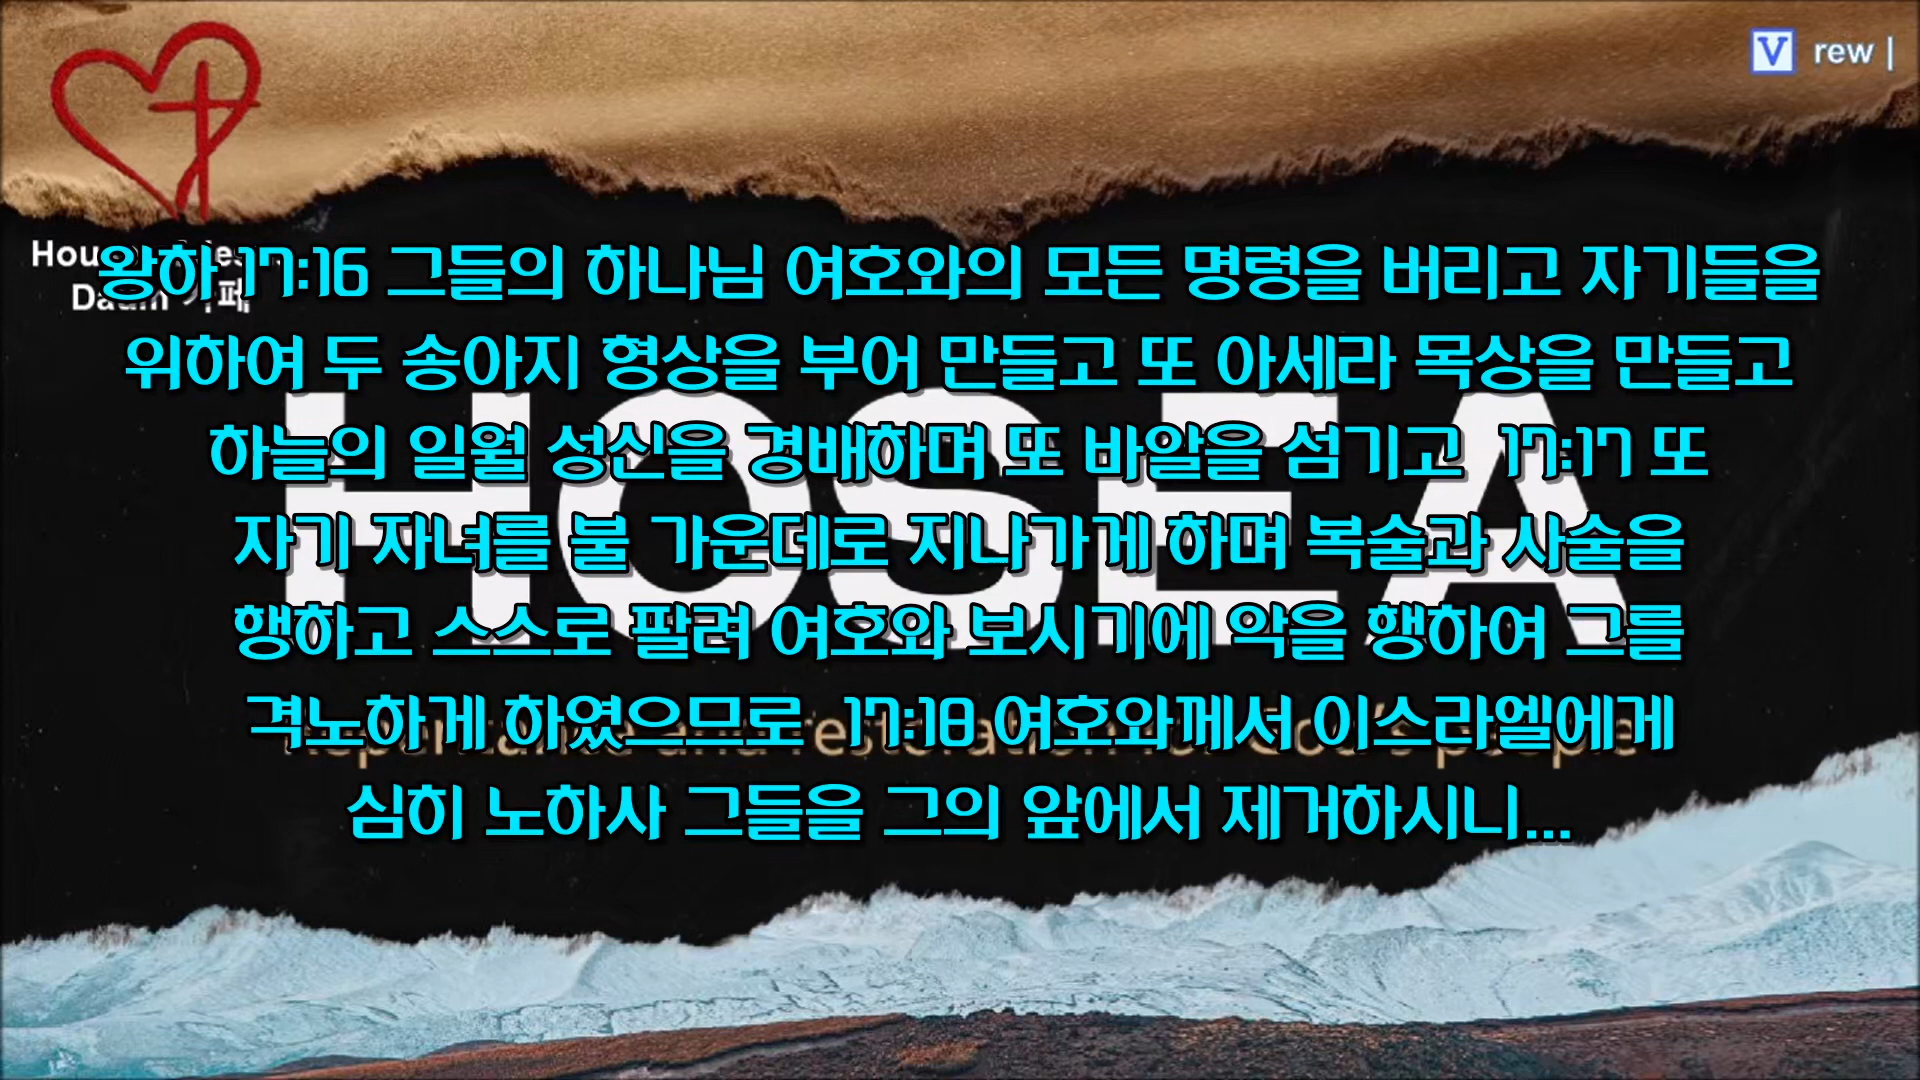 V rew |
왕하 17:16 그들의 하나님 여호와의 모든 명령을 버리고 자기들을
위하여 두 송아지 형상을 부어 만들고 또 아세라 목상을 만들고
하늘의 일월 성신을 경배하며 또 바알을 섬기고 17:17 또
자기 자녀를 불 가운데로 지나가게 하며 복술과 사술을
행하고 스스로 팔려 여호와 보시기에 악을 행하여 그를
격노하게 하였으므로 17:18 여호와께서 이스라엘에게
심히 노하사 그들을 그의 앞에서 제거하시니...
HOSEA
Repentance and restoration for God's people